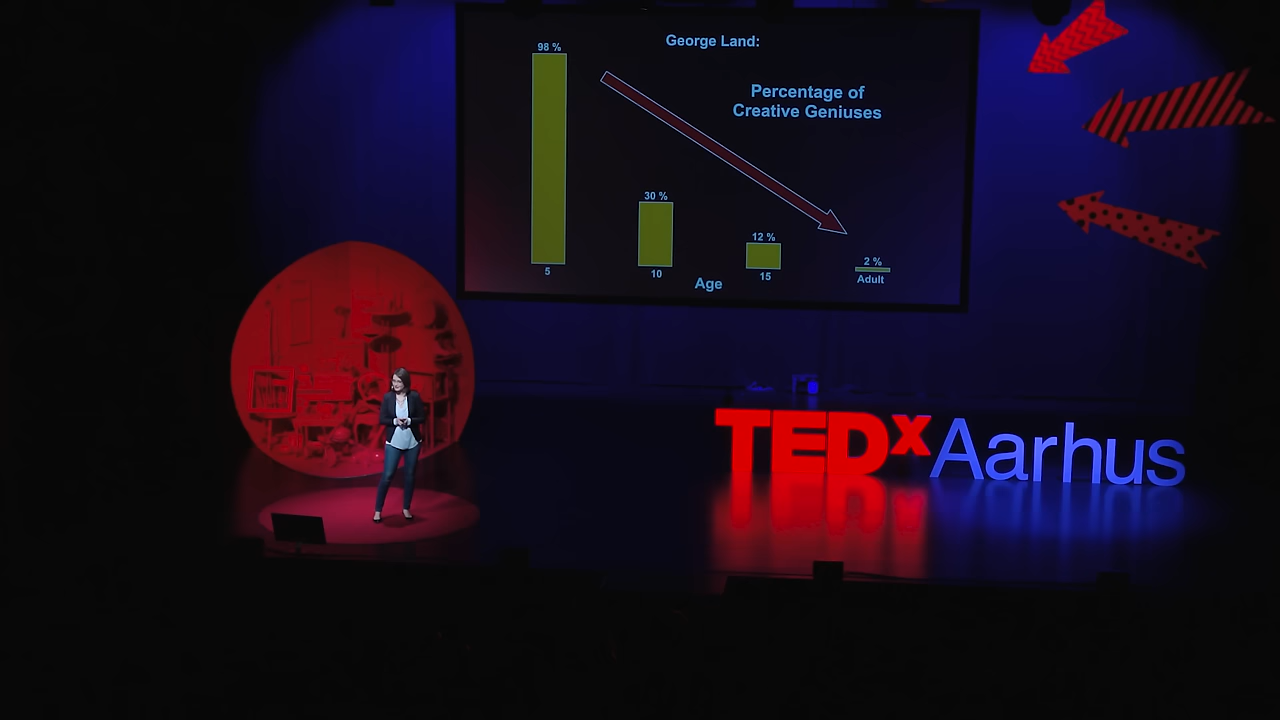 George Land:
Percentage of
Creative Geniuses
98 %
30 %
12 %
2 %
5
10
15
Adult
Age
TEDxAarhus